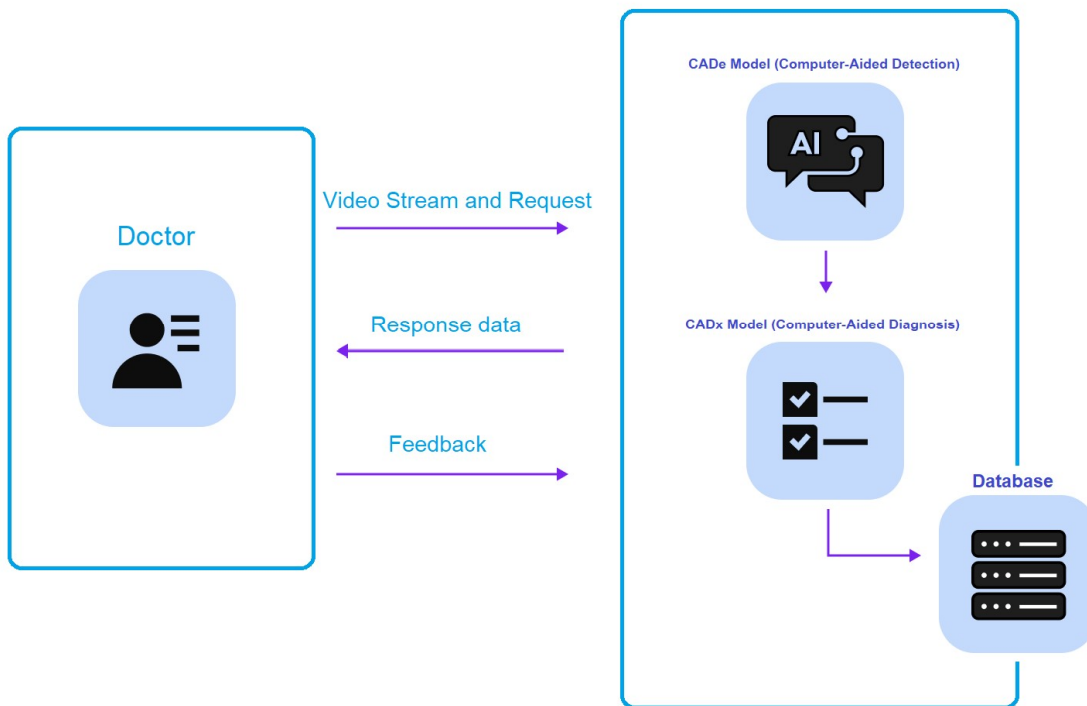 Doctor
Video Stream and Request
Response data
Feedback
CADe Model (Computer-Aided Detection)
AI
CADx Model (Computer-Aided Diagnosis)
Database